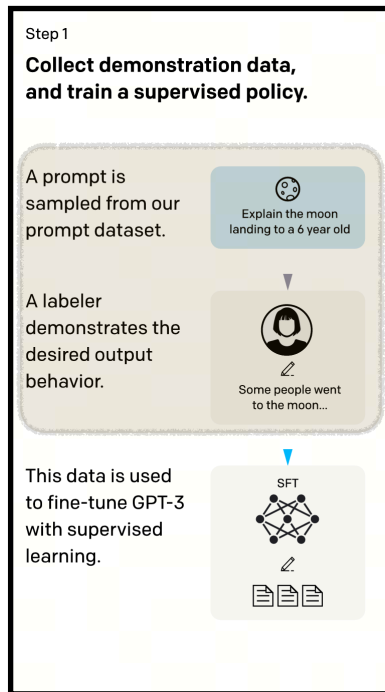 Step 1
Collect demonstration data,
and train a supervised policy.
A prompt is
sampled from our
prompt dataset.
Explain the moon
landing to a 6 year old
A labeler
demonstrates the
desired output
behavior.
Some people went
to the moon...
This data is used
to fine-tune GPT-3
with supervised
learning.
SFT